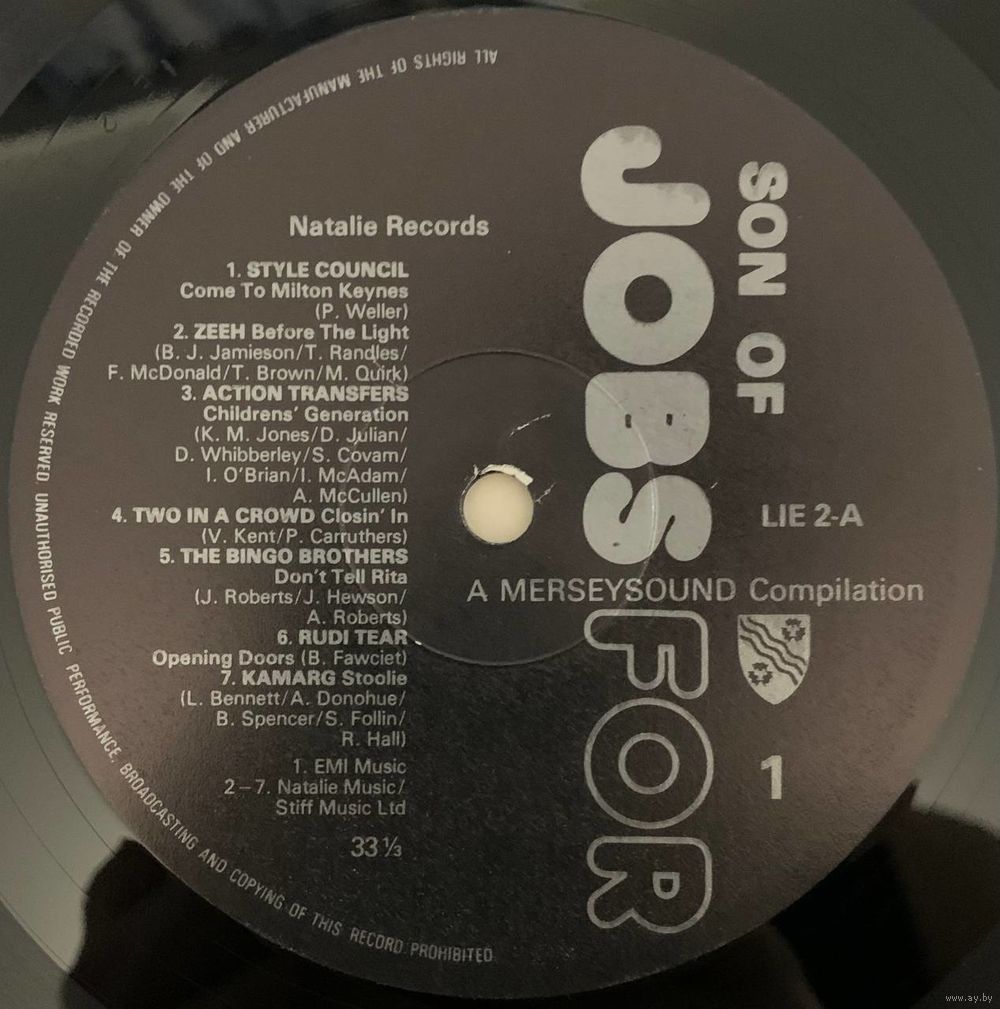 ALL RIGHTS OF THE MANUFACTURER AND OF THE OWNER OF THE RECORDED WORK RESERVED. UNAUTHORISED PUBLIC PERFORMANCE, BROADCASTING AND COPYING OF THIS RECORD PROHIBITED
Natalie Records
1. STYLE COUNCIL
Come To Milton Keynes
(P. Weller)
2. ZEEH Before The Light
(B. J. Jamieson/T. Randles/
F. McDonald/T. Brown/M. Quirk)
3. ACTION TRANSFERS
Childrens' Generation
(K. M. Jones/D. Julian/
D. Whibberley/S. Covam/
I. O'Brian/I. McAdam/
A. McCullen)
4. TWO IN A CROWD Closin' In
(V. Kent/P. Carruthers)
5. THE BINGO BROTHERS
Don't Tell Rita
(J. Roberts/J. Hewson/
A. Roberts)
6. RUDI TEAR
Opening Doors (B. Fawciet)
7. KAMARG Stoolie
(L. Bennett/A. Donohue/
B. Spencer/S. Follin/
R. Hall)
1. EMI Music
2–7. Natalie Music/
Stiff Music Ltd
33⅓
SON OF
JOBS FOR
LIE 2-A
A MERSEYSOUND Compilation
1
www.ay.by